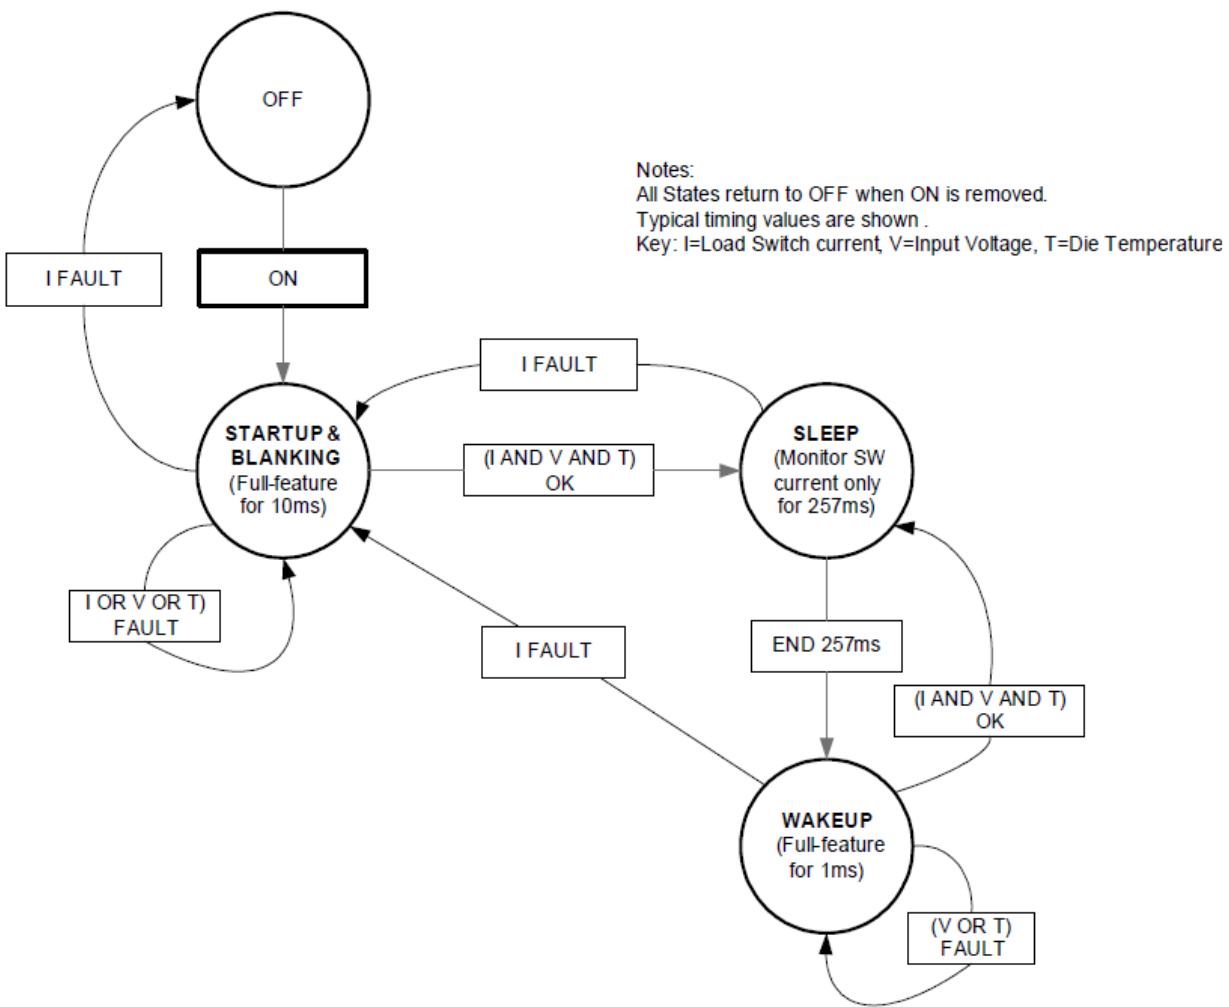 OFF
Notes:
All States return to OFF when ON is removed.
Typical timing values are shown .
Key: I=Load Switch current, V=Input Voltage, T=Die Temperature
I FAULT
ON
I FAULT
STARTUP &
BLANKING
(Full-feature
for 10ms)
(I AND V AND T)
OK
SLEEP
(Monitor SW
current only
for 257ms)
I OR V OR T)
FAULT
I FAULT
END 257ms
(I AND V AND T)
OK
WAKEUP
(Full-feature
for 1ms)
(V OR T)
FAULT